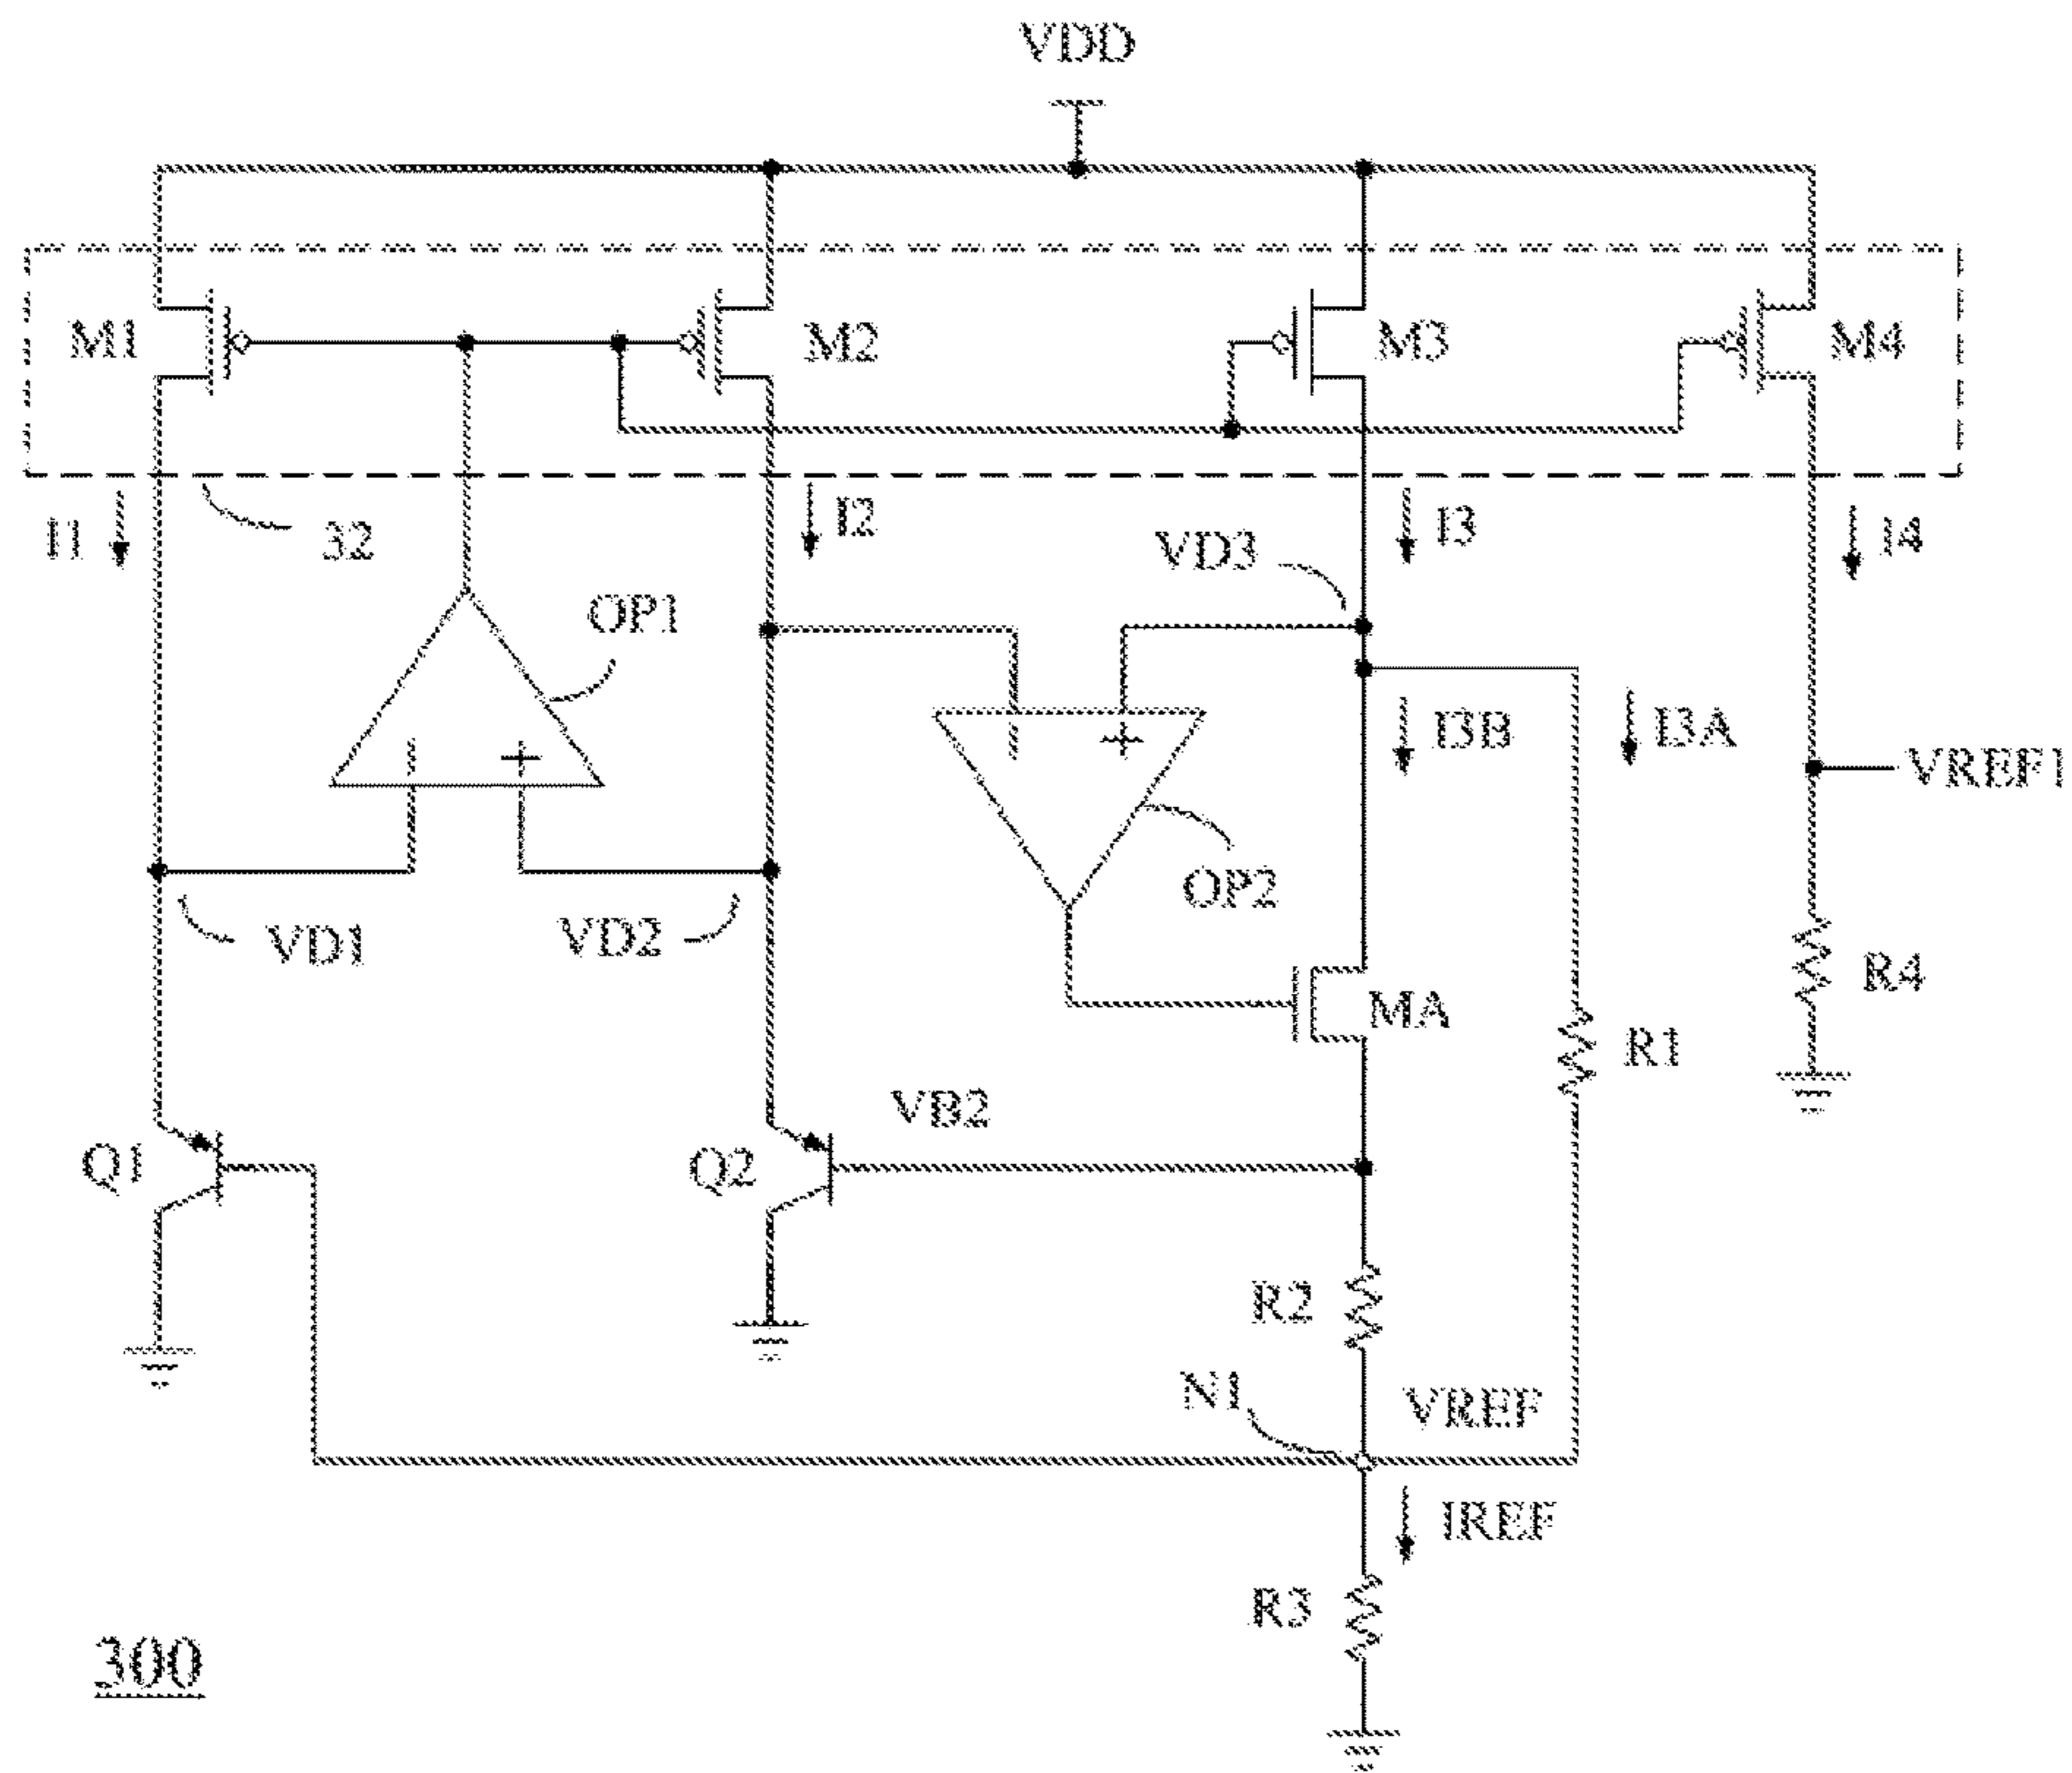 VDD
M1
M2
M3
M4
I1
32
I2
I3
I4
VD3
OP1
I3B
I3A
VREF1
-
+
-
+
OP2
VD1
VD2
R4
MA
R1
VB2
Q1
Q2
R2
N1
VREF
IREF
R3
300